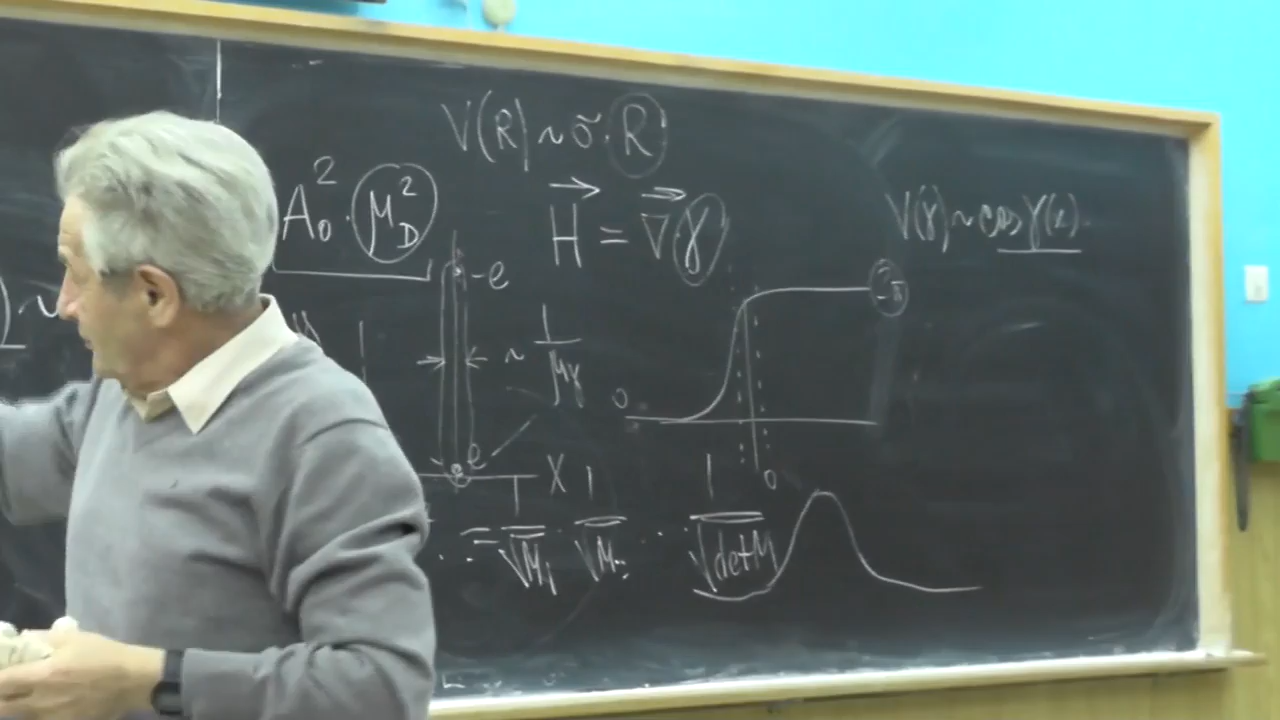 V(R) ~ σ · R
A₀² · μ_D²
H⃗ = ∇⃗ γ
V(γ) ~ cos γ(z)
-e
2π
~ 1/μ_γ
0
e
X
0
. . = 1/√M₁ · 1/√M₂ . . 1/√detM